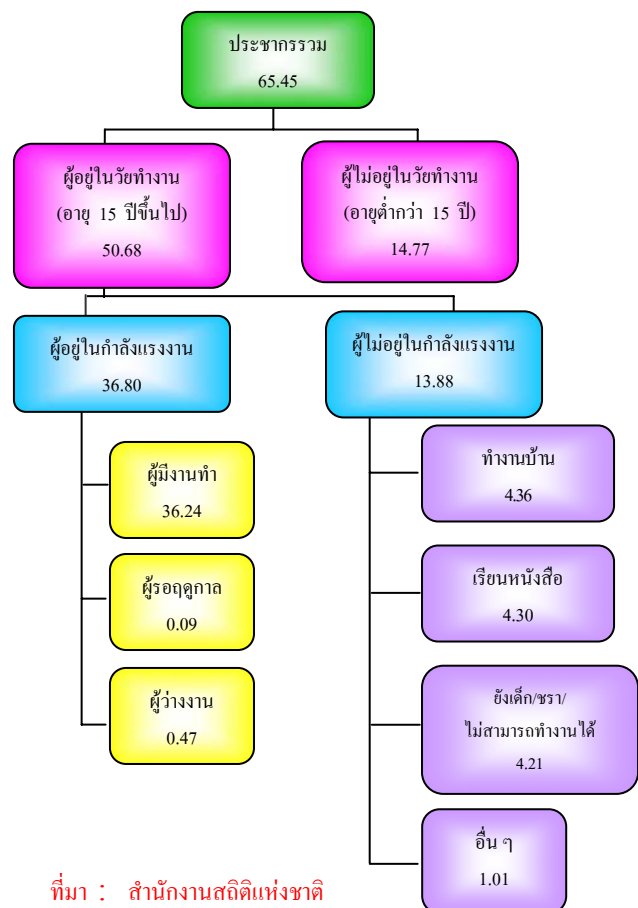 ประชากรรวม
65.45
ผู้อยู่ในวัยทำงาน
(อายุ 15 ปีขึ้นไป)
50.68
ผู้ไม่อยู่ในวัยทำงาน
(อายุต่ำกว่า 15 ปี)
14.77
ผู้อยู่ในกำลังแรงงาน
36.80
ผู้ไม่อยู่ในกำลังแรงงาน
13.88
ผู้มีงานทำ
36.24
ผู้รอฤดูกาล
0.09
ผู้ว่างงาน
0.47
ทำงานบ้าน
4.36
เรียนหนังสือ
4.30
ยังเด็ก/ชรา/
ไม่สามารถทำงานได้
4.21
อื่น ๆ
1.01
ที่มา : สำนักงานสถิติแห่งชาติ